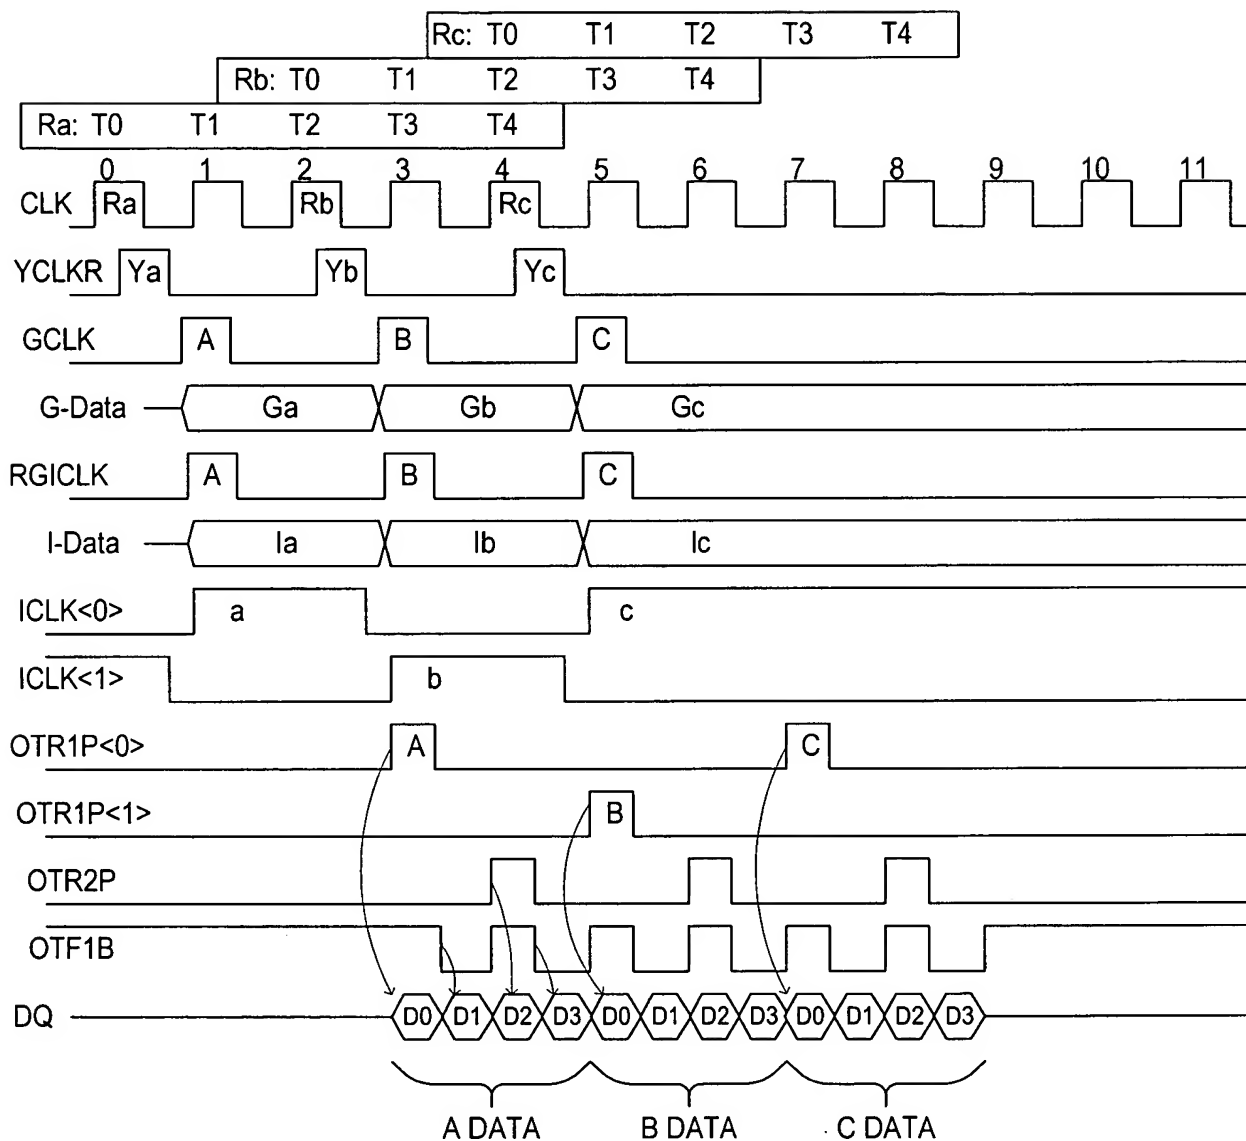 Rc: T0 T1 T2 T3 T4
Rb: T0 T1 T2 T3 T4
Ra: T0 T1 T2 T3 T4
0 1 2 3 4 5 6 7 8 9 10 11
CLK Ra Rb Rc
YCLKR Ya Yb Yc
GCLK A B C
G-Data Ga Gb Gc
RGICLK A B C
I-Data Ia Ib Ic
ICLK<0> a c
ICLK<1> b
OTR1P<0> A C
OTR1P<1> B
OTR2P
OTF1B
DQ D0 D1 D2 D3 D0 D1 D2 D3 D0 D1 D2 D3
A DATA B DATA C DATA